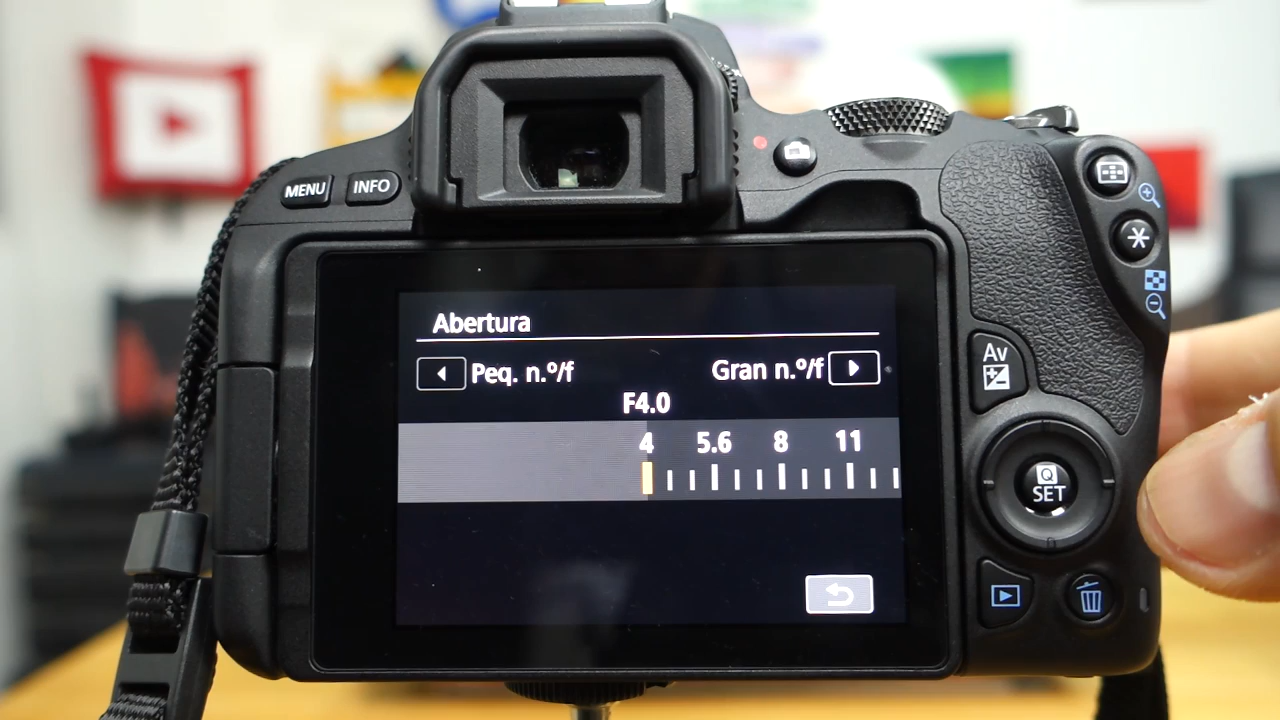 MENU
INFO
Abertura
Peq. n.º/f
Gran n.º/f
F4.0
4 5.6 8 11
Av
Q
SET